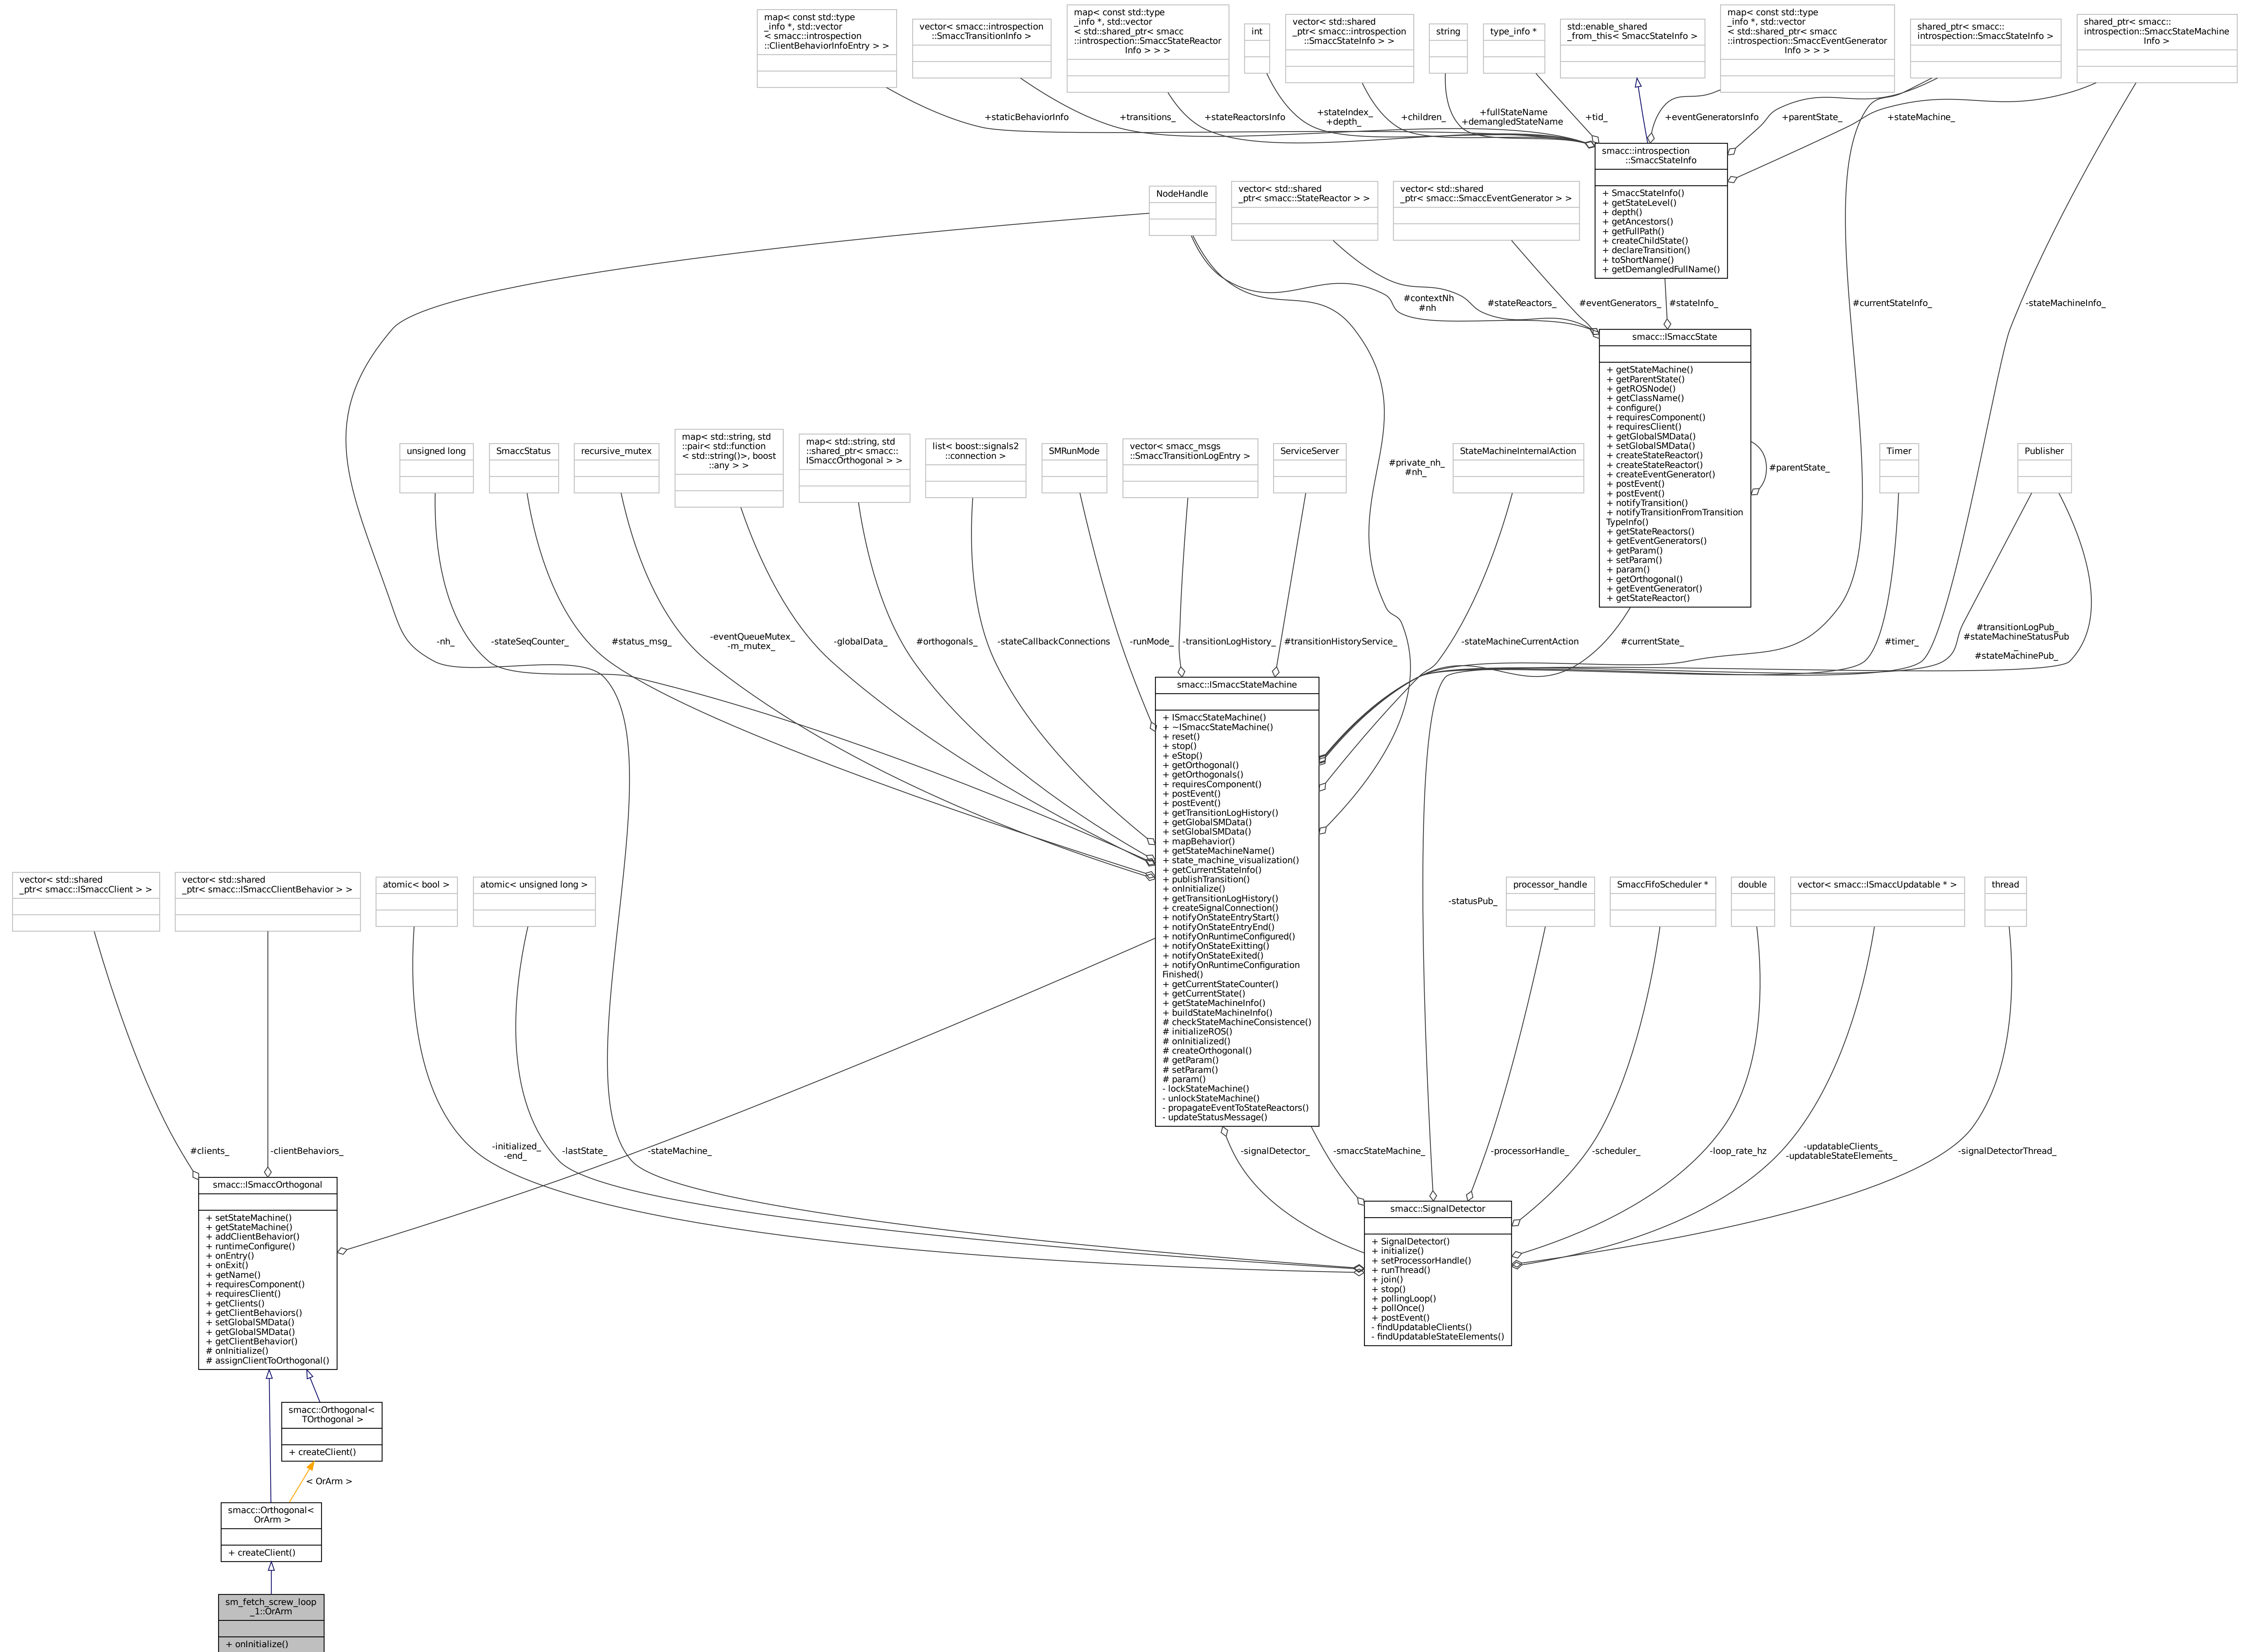 map< const std::type
_info *, std::vector
< smacc::introspection
::ClientBehaviorInfoEntry > >
vector< smacc::introspection
::SmaccTransitionInfo >
map< const std::type
_info *, std::vector
< std::shared_ptr< smacc
::introspection::SmaccStateReactor
Info > > >
int
vector< std::shared
_ptr< smacc::introspection
::SmaccStateInfo > >
string
type_info *
std::enable_shared
_from_this< SmaccStateInfo >
map< const std::type
_info *, std::vector
< std::shared_ptr< smacc
::introspection::SmaccEventGenerator
Info > > >
shared_ptr< smacc::
introspection::SmaccStateInfo >
shared_ptr< smacc::
introspection::SmaccStateMachine
Info >
+staticBehaviorInfo
+transitions_
+stateReactorsInfo
+stateIndex_
+depth_
+children_
+fullStateName
+demangledStateName
+tid_
+eventGeneratorsInfo
+parentState_
+stateMachine_
smacc::introspection
::SmaccStateInfo
+ SmaccStateInfo()
+ getStateLevel()
+ depth()
+ getAncestors()
+ getFullPath()
+ createChildState()
+ declareTransition()
+ toShortName()
+ getDemangledFullName()
NodeHandle
vector< std::shared
_ptr< smacc::StateReactor > >
vector< std::shared
_ptr< smacc::SmaccEventGenerator > >
#contextNh
#nh
#stateReactors_
#eventGenerators_
#stateInfo_
#currentStateInfo_
-stateMachineInfo_
smacc::ISmaccState
+ getStateMachine()
+ getParentState()
+ getROSNode()
+ getClassName()
+ configure()
+ requiresComponent()
+ requiresClient()
+ getGlobalSMData()
+ setGlobalSMData()
+ createStateReactor()
+ createStateReactor()
+ createEventGenerator()
+ postEvent()
+ postEvent()
+ notifyTransition()
+ notifyTransitionFromTransition
TypeInfo()
+ getStateReactors()
+ getEventGenerators()
+ getParam()
+ setParam()
+ param()
+ getOrthogonal()
+ getEventGenerator()
+ getStateReactor()
#parentState_
unsigned long
SmaccStatus
recursive_mutex
map< std::string, std
::pair< std::function
< std::string()>, boost
::any > >
map< std::string, std
::shared_ptr< smacc::
ISmaccOrthogonal > >
list< boost::signals2
::connection >
SMRunMode
vector< smacc_msgs
::SmaccTransitionLogEntry >
ServiceServer
#private_nh_
#nh_
StateMachineInternalAction
Timer
Publisher
-nh_
-stateSeqCounter_
#status_msg_
-eventQueueMutex_
-m_mutex_
-globalData_
#orthogonals_
-stateCallbackConnections
-runMode_
-transitionLogHistory_
#transitionHistoryService_
-stateMachineCurrentAction
#currentState_
#timer_
#transitionLogPub_
#stateMachineStatusPub
_
#stateMachinePub_
smacc::ISmaccStateMachine
+ ISmaccStateMachine()
+ ~ISmaccStateMachine()
+ reset()
+ stop()
+ eStop()
+ getOrthogonal()
+ getOrthogonals()
+ requiresComponent()
+ postEvent()
+ postEvent()
+ getTransitionLogHistory()
+ getGlobalSMData()
+ setGlobalSMData()
+ mapBehavior()
+ getStateMachineName()
+ state_machine_visualization()
+ getCurrentStateInfo()
+ publishTransition()
+ onInitialize()
+ getTransitionLogHistory()
+ createSignalConnection()
+ notifyOnStateEntryStart()
+ notifyOnStateEntryEnd()
+ notifyOnRuntimeConfigured()
+ notifyOnStateExitting()
+ notifyOnStateExited()
+ notifyOnRuntimeConfiguration
Finished()
+ getCurrentStateCounter()
+ getCurrentState()
+ getStateMachineInfo()
+ buildStateMachineInfo()
# checkStateMachineConsistence()
# initializeROS()
# onInitialized()
# createOrthogonal()
# getParam()
# setParam()
# param()
- lockStateMachine()
- unlockStateMachine()
- propagateEventToStateReactors()
- updateStatusMessage()
vector< std::shared
_ptr< smacc::ISmaccClient > >
vector< std::shared
_ptr< smacc::ISmaccClientBehavior > >
atomic< bool >
atomic< unsigned long >
-statusPub_
processor_handle
SmaccFifoScheduler *
double
vector< smacc::ISmaccUpdatable * >
thread
#clients_
-clientBehaviors_
-initialized_
-end_
-lastState_
-stateMachine_
-signalDetector_
-smaccStateMachine_
-processorHandle_
-scheduler_
-loop_rate_hz
-updatableClients_
-updatableStateElements_
-signalDetectorThread_
smacc::ISmaccOrthogonal
+ setStateMachine()
+ getStateMachine()
+ addClientBehavior()
+ runtimeConfigure()
+ onEntry()
+ onExit()
+ getName()
+ requiresComponent()
+ requiresClient()
+ getClients()
+ getClientBehaviors()
+ setGlobalSMData()
+ getGlobalSMData()
+ getClientBehavior()
# onInitialize()
# assignClientToOrthogonal()
smacc::SignalDetector
+ SignalDetector()
+ initialize()
+ setProcessorHandle()
+ runThread()
+ join()
+ stop()
+ pollingLoop()
+ pollOnce()
+ postEvent()
- findUpdatableClients()
- findUpdatableStateElements()
smacc::Orthogonal<
TOrthogonal >
+ createClient()
< OrArm >
smacc::Orthogonal<
OrArm >
+ createClient()
sm_fetch_screw_loop
_1::OrArm
+ onInitialize()